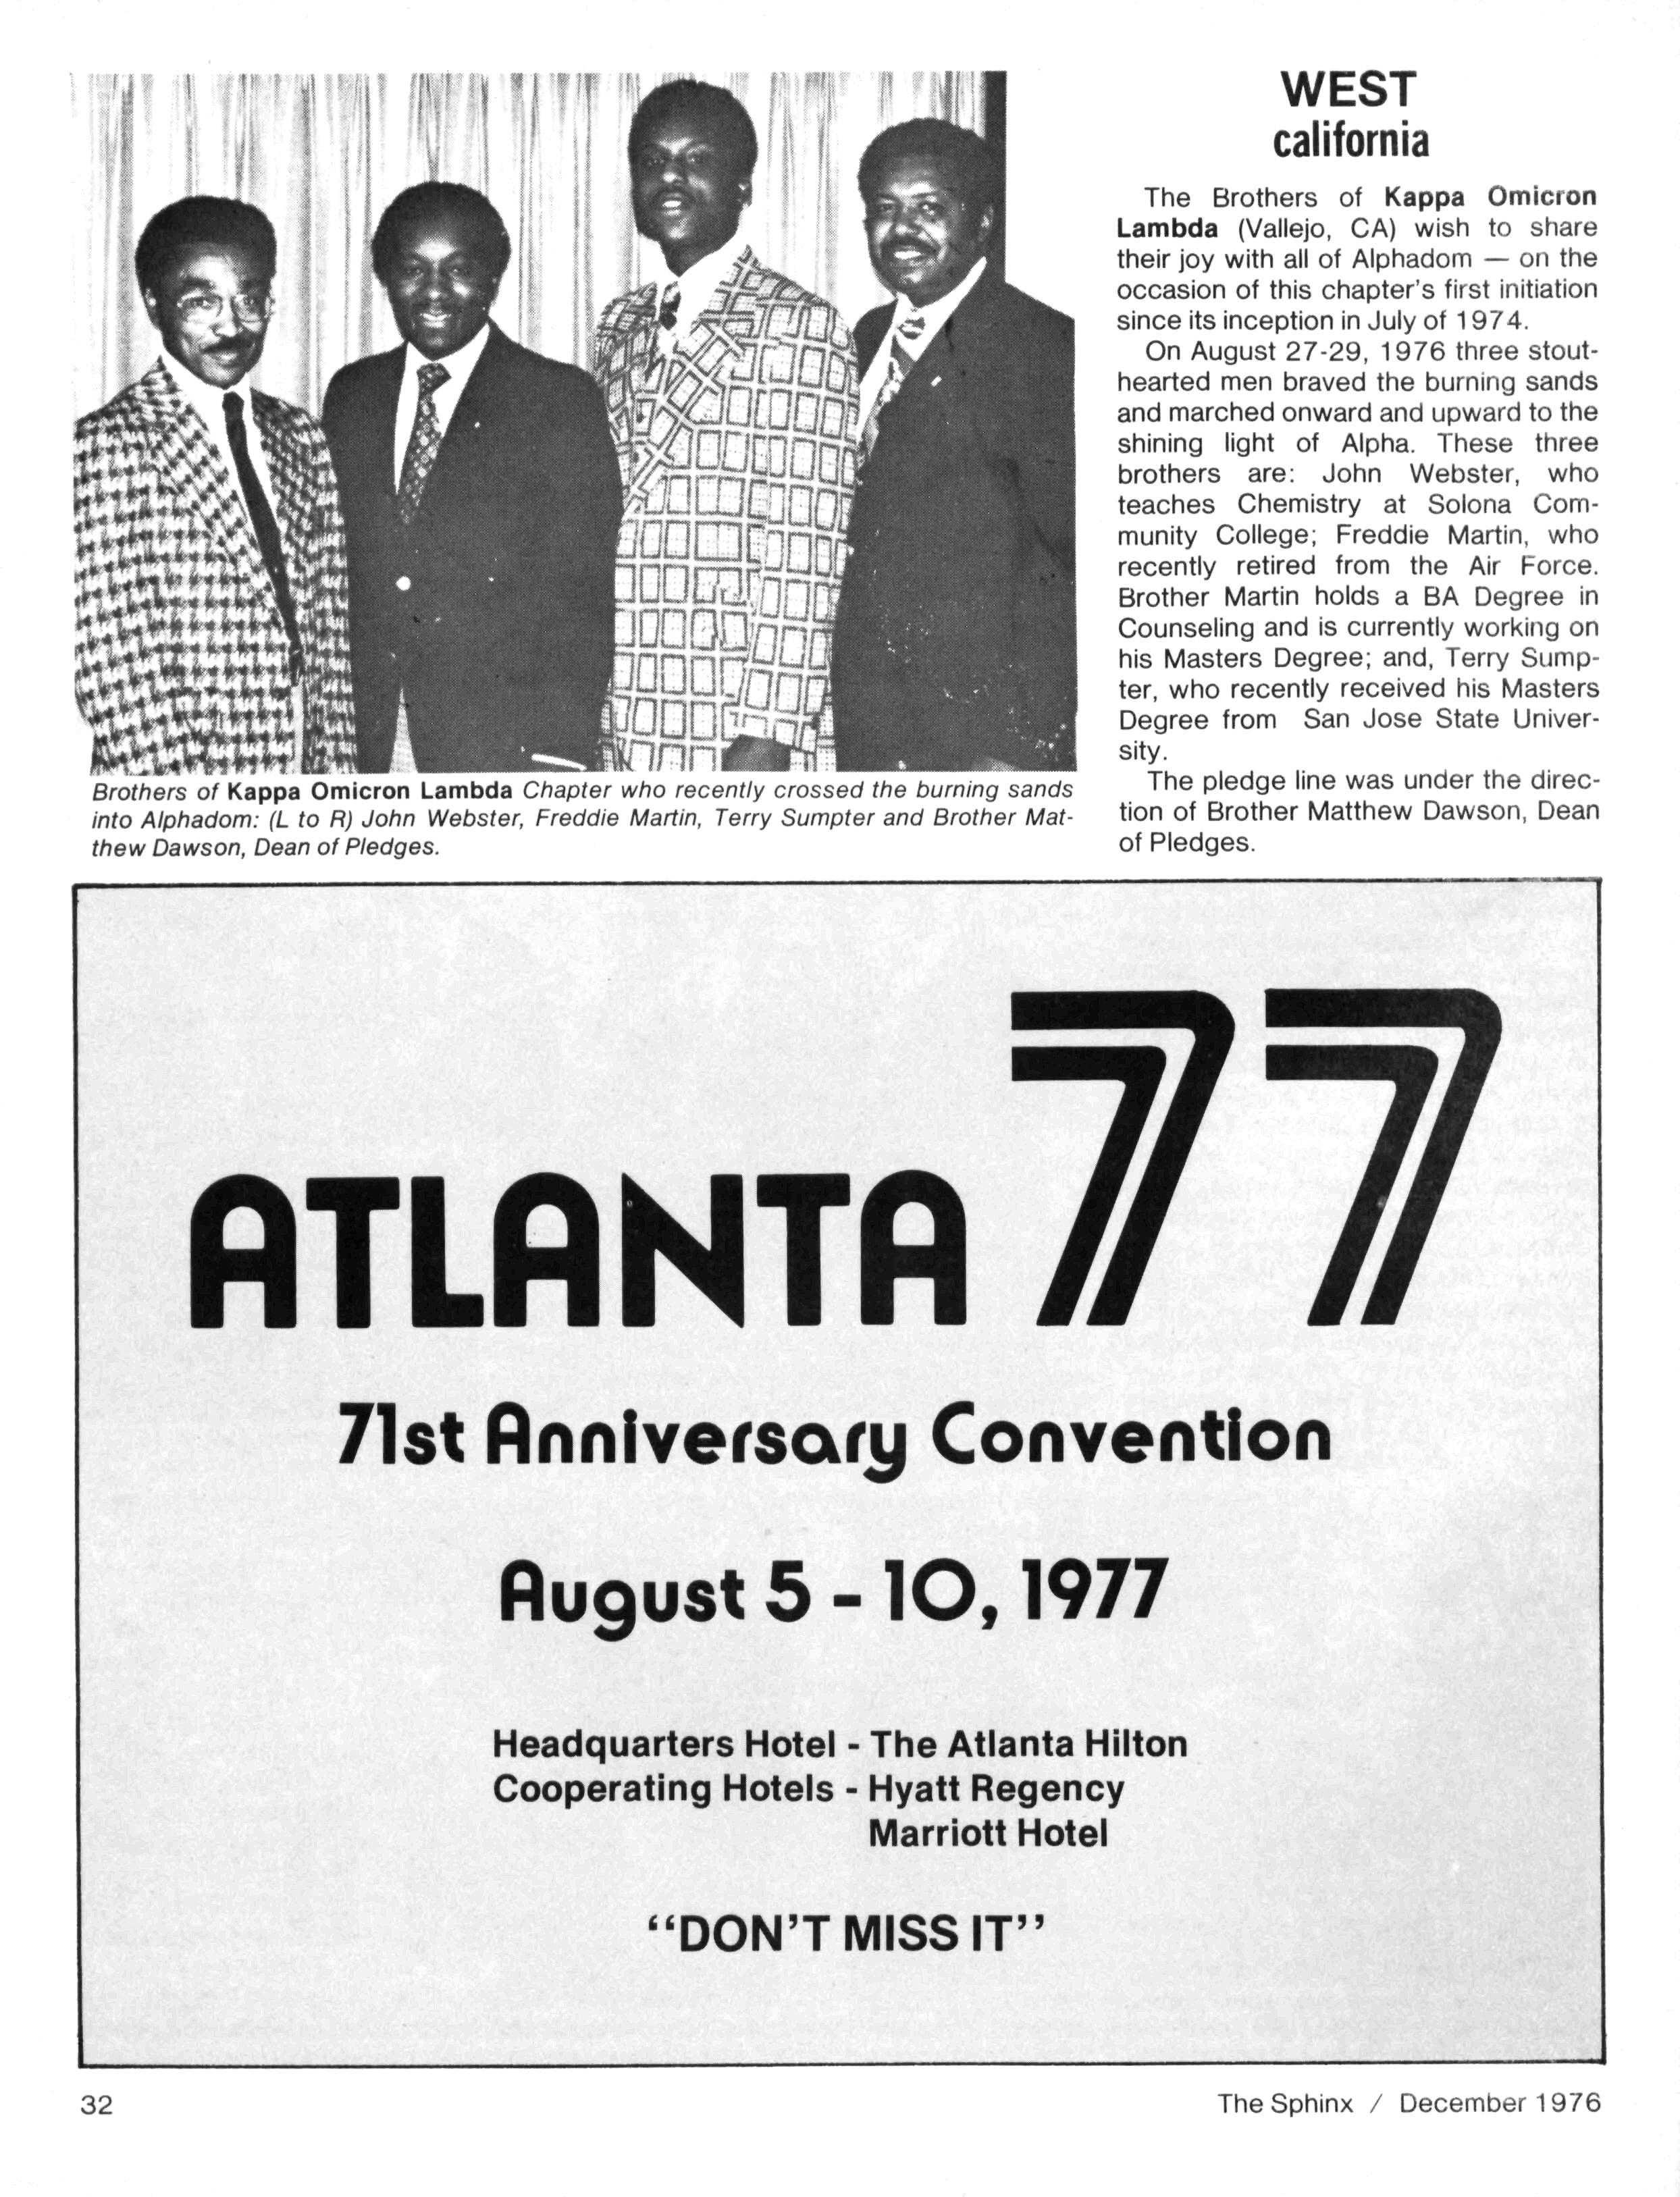 WEST
california
The Brothers of Kappa Omicron
Lambda (Vallejo, CA) wish to share
their joy with all of Alphadom — on the
occasion of this chapter's first initiation
since its inception in July of 1974.
On August 27-29, 1976 three stout-
hearted men braved the burning sands
and marched onward and upward to the
shining light of Alpha. These three
brothers are: John Webster, who
teaches Chemistry at Solona Com-
munity College; Freddie Martin, who
recently retired from the Air Force.
Brother Martin holds a BA Degree in
Counseling and is currently working on
his Masters Degree; and, Terry Sump-
ter, who recently received his Masters
Degree from San Jose State Univer-
sity.
The pledge line was under the direc-
tion of Brother Matthew Dawson, Dean
of Pledges.
Brothers of Kappa Omicron Lambda Chapter who recently crossed the burning sands
into Alphadom: (L to R) John Webster, Freddie Martin, Terry Sumpter and Brother Mat-
thew Dawson, Dean of Pledges.
ATLANTA 77
71st Anniversary Convention
August 5 - 10, 1977
Headquarters Hotel - The Atlanta Hilton
Cooperating Hotels - Hyatt Regency
Marriott Hotel
"DON'T MISS IT"
32
The Sphinx / December 1976